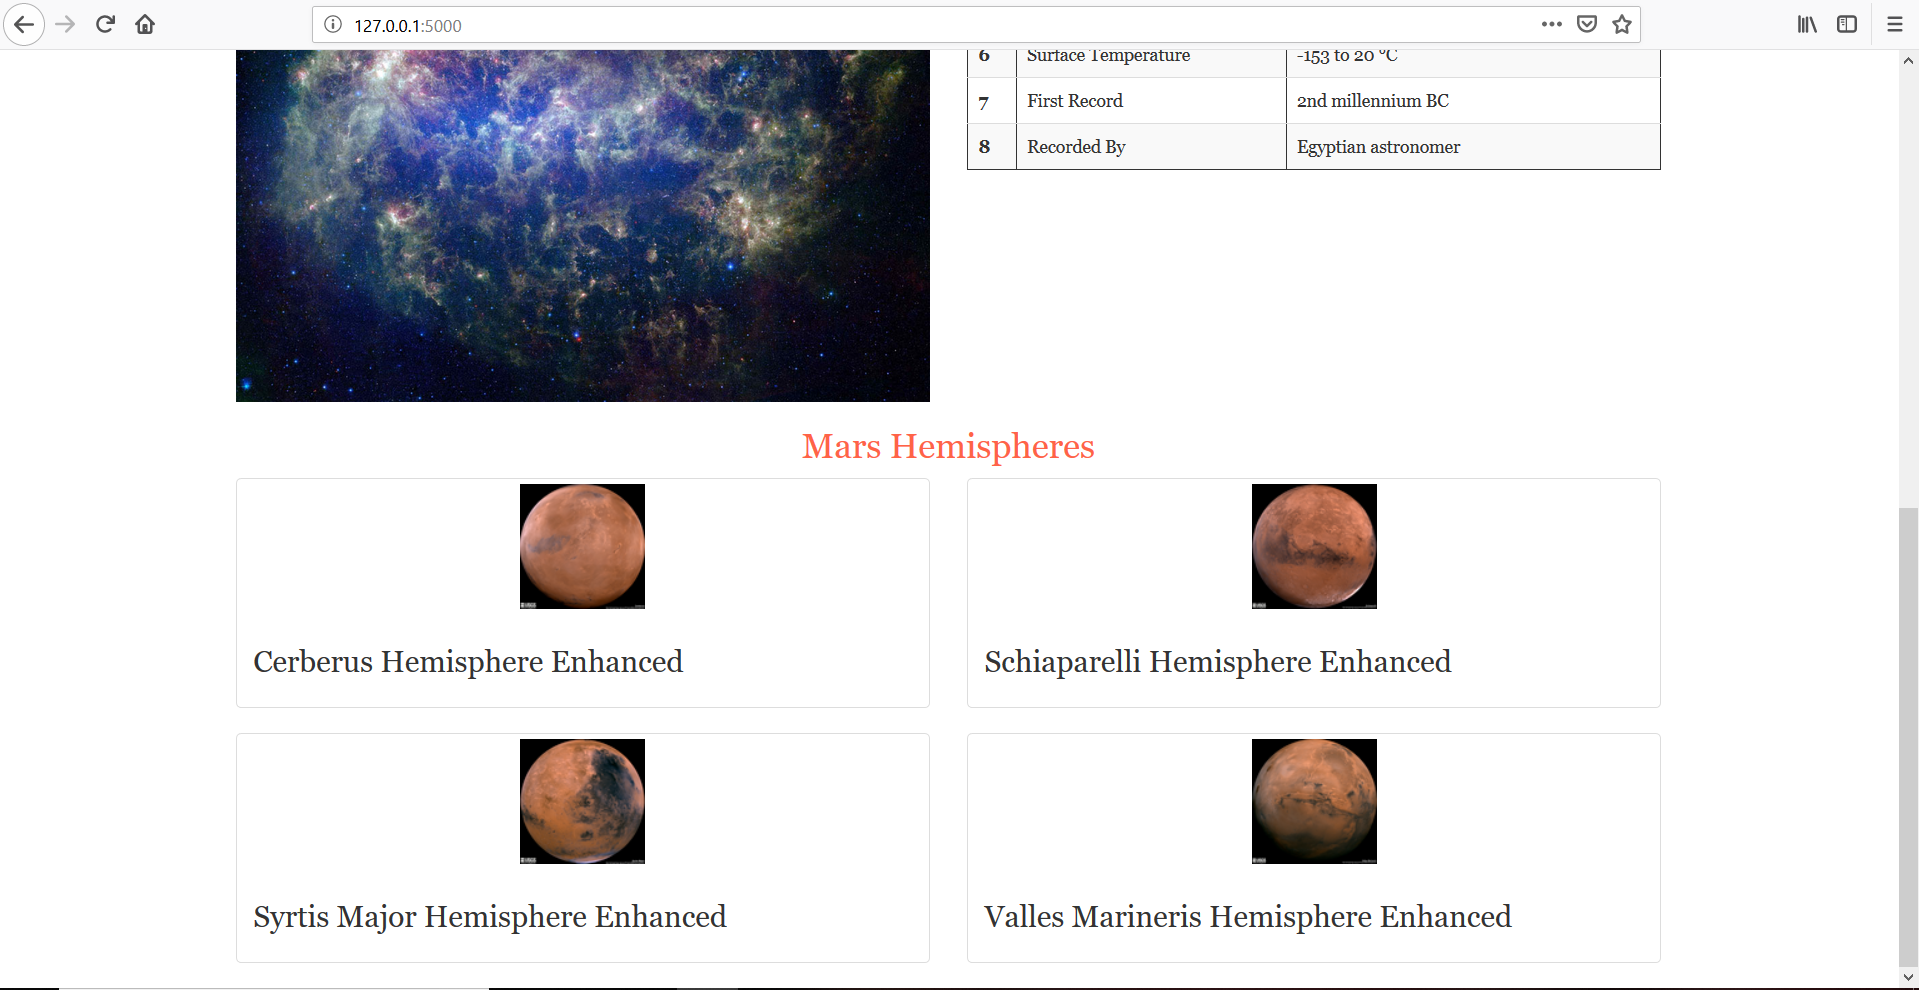 127.0.0.1:5000
6 Surface Temperature -153 to 20 °C
7 First Record 2nd millennium BC
8 Recorded By Egyptian astronomer
Mars Hemispheres
Cerberus Hemisphere Enhanced
Schiaparelli Hemisphere Enhanced
Syrtis Major Hemisphere Enhanced
Valles Marineris Hemisphere Enhanced